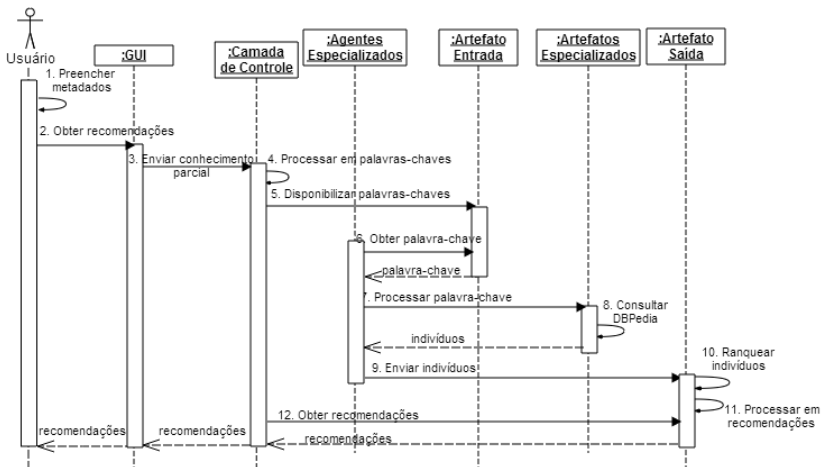 Usuário
:GUI
:Camada
de Controle
:Agentes
Especializados
:Artefato
Entrada
:Artefatos
Especializados
:Artefato
Saída
1. Preencher
metadados
2. Obter recomendações
3. Enviar conhecimento
parcial
4. Processar em palavras-chaves
5. Disponibilizar palavras-chaves
6. Obter palavra-chave
palavra-chave
7. Processar palavra-chave
8. Consultar
DBPedia
indivíduos
9. Enviar indivíduos
10. Ranquear
indivíduos
11. Processar em
recomendações
12. Obter recomendações
recomendações
recomendações
recomendações